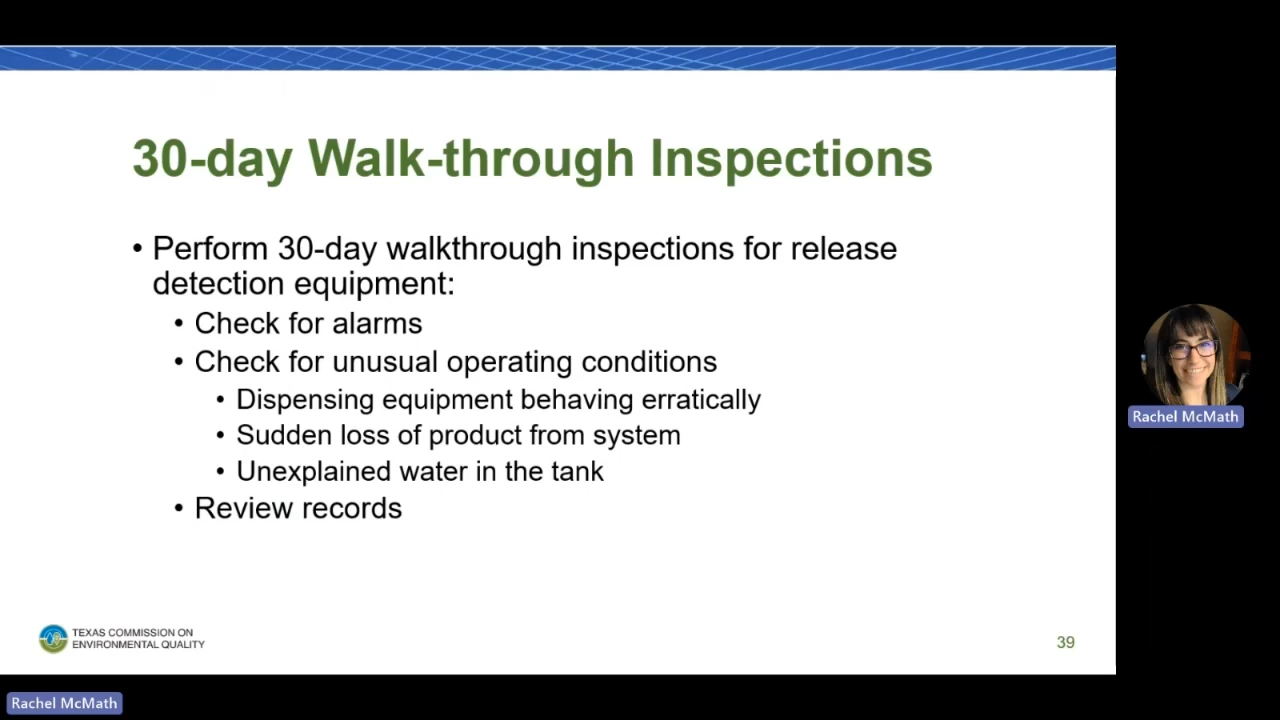 30-day Walk-through Inspections
• Perform 30-day walkthrough inspections for release
detection equipment:
• Check for alarms
• Check for unusual operating conditions
• Dispensing equipment behaving erratically
• Sudden loss of product from system
• Unexplained water in the tank
• Review records
TEXAS COMMISSION ON
ENVIRONMENTAL QUALITY
39
Rachel McMath
Rachel McMath